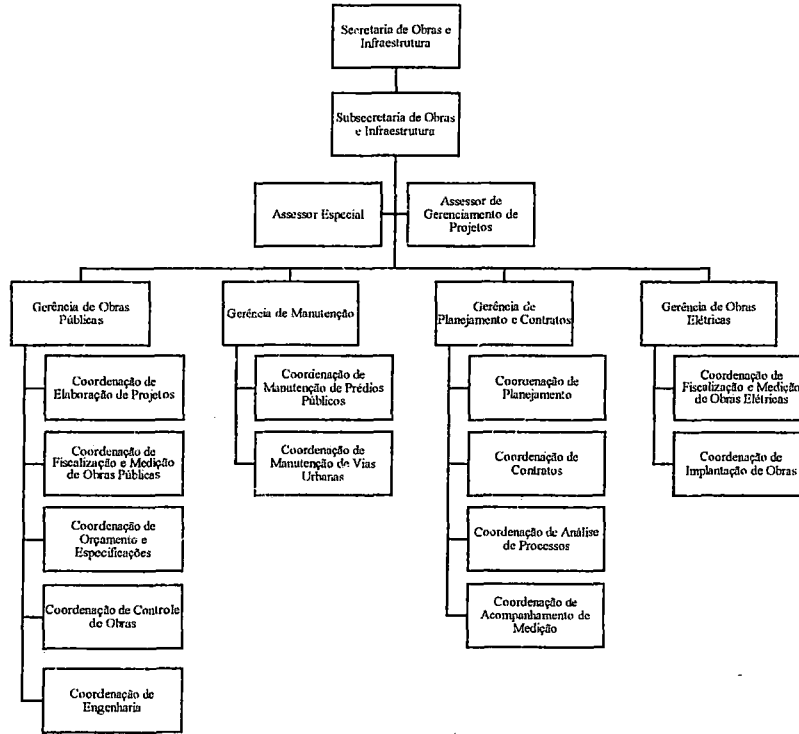 Secretaria de Obras e
Infraestrutura
Subsecretaria de Obras
e Infraestrutura
Assessor Especial
Assessor de
Gerenciamento de
Projetos
Gerência de Obras
Públicas
Gerência de Manutenção
Gerência de
Planejamento e Contratos
Gerência de Obras
Elétricas
Coordenação de
Elaboração de Projetos
Coordenação de
Fiscalização e Medição
de Obras Públicas
Coordenação de
Orçamento e
Especificações
Coordenação de Controle
de Obras
Coordenação de
Engenharia
Coordenação de
Manutenção de Prédios
Públicos
Coordenação de
Manutenção de Vias
Urbanas
Coordenação de
Planejamento
Coordenação de
Contratos
Coordenação de Análise
de Processos
Coordenação de
Acompanhamento de
Medição
Coordenação de
Fiscalização e Medição
de Obras Elétricas
Coordenação de
Implantação de Obras